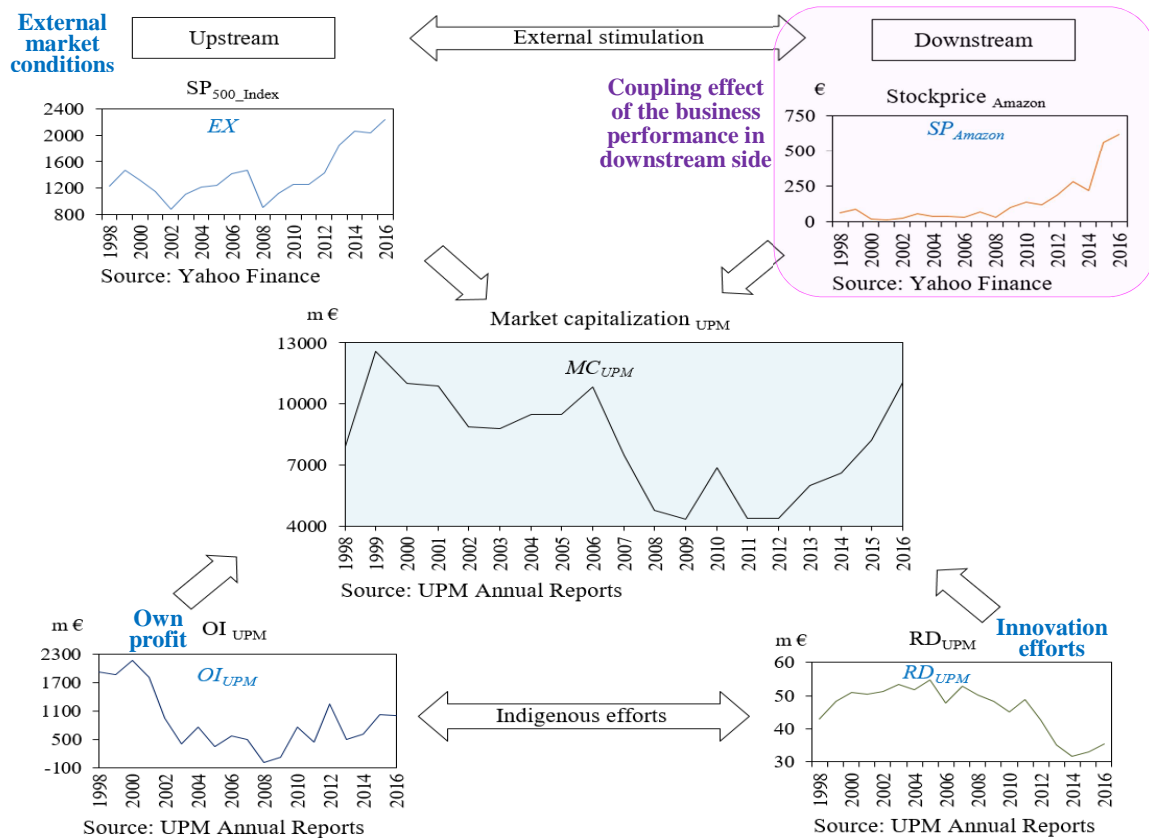 External
market
conditions
Upstream
External stimulation
Downstream
Coupling effect
of the business
performance in
downstream side
SP500_Index
EX
2400
2000
1600
1200
800
1998
2000
2002
2004
2006
2008
2010
2012
2014
2016
Source: Yahoo Finance
€
Stockprice Amazon
SPAmazon
750
500
250
0
1998
2000
2002
2004
2006
2008
2010
2012
2014
2016
Source: Yahoo Finance
m €
Market capitalization UPM
MCUPM
13000
10000
7000
4000
1998
1999
2000
2001
2002
2003
2004
2005
2006
2007
2008
2009
2010
2011
2012
2013
2014
2015
2016
Source: UPM Annual Reports
Own
profit
m €
OI UPM
OIUPM
2300
1700
1100
500
-100
1998
2000
2002
2004
2006
2008
2010
2012
2014
2016
Source: UPM Annual Reports
Indigenous efforts
Innovation
efforts
m €
RDUPM
RDUPM
60
50
40
30
1998
2000
2002
2004
2006
2008
2010
2012
2014
2016
Source: UPM Annual Reports